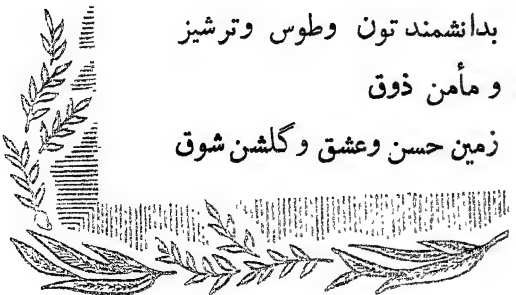 بدانشمند تون وطوس وترشیز
و مأمن ذوق
زمین حسن وعشق وگلشن شوق